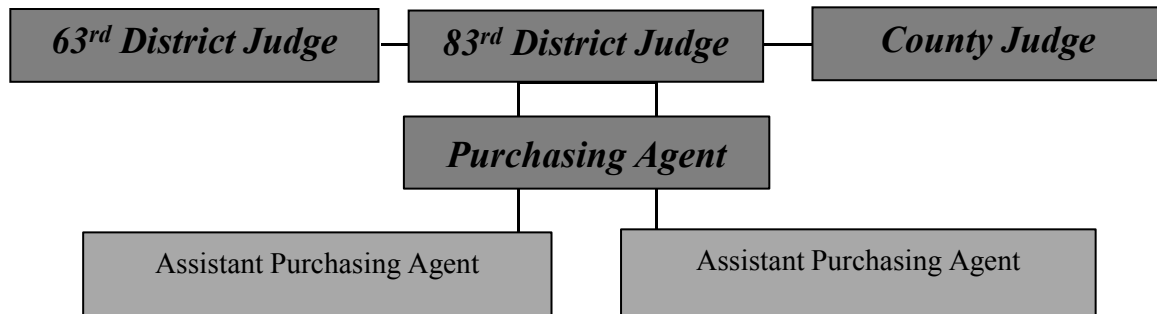 63rd District Judge
83rd District Judge
County Judge
Purchasing Agent
Assistant Purchasing Agent
Assistant Purchasing Agent